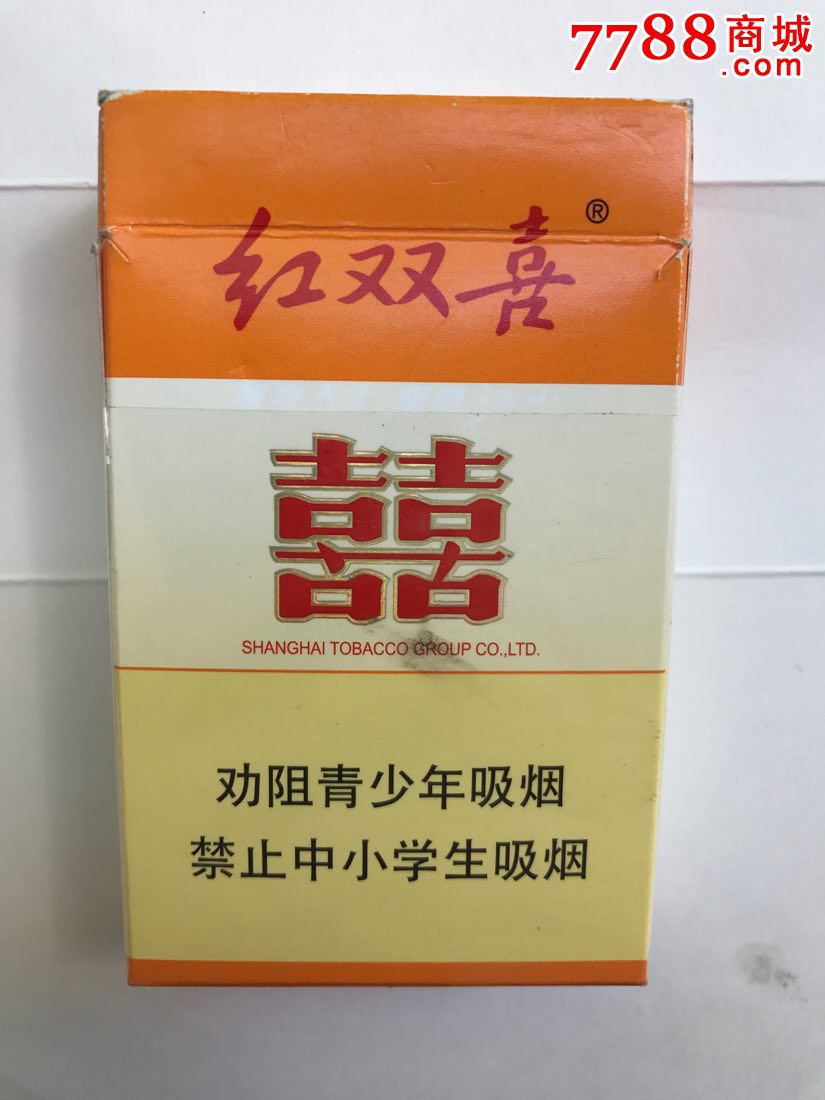 7788商城
.com
红双喜®
囍
SHANGHAI TOBACCO GROUP CO.,LTD.
劝阻青少年吸烟
禁止中小学生吸烟